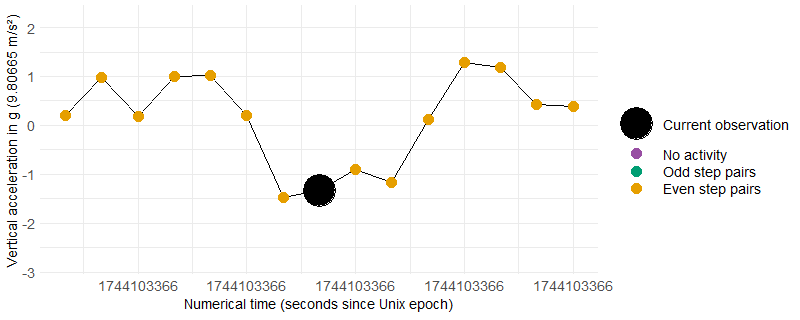 Vertical acceleration in g (9.80665 m/s²)
2
1
0
-1
-2
-3
1744103366 1744103366 1744103366 1744103366 1744103366
Numerical time (seconds since Unix epoch)
Current observation
No activity
Odd step pairs
Even step pairs